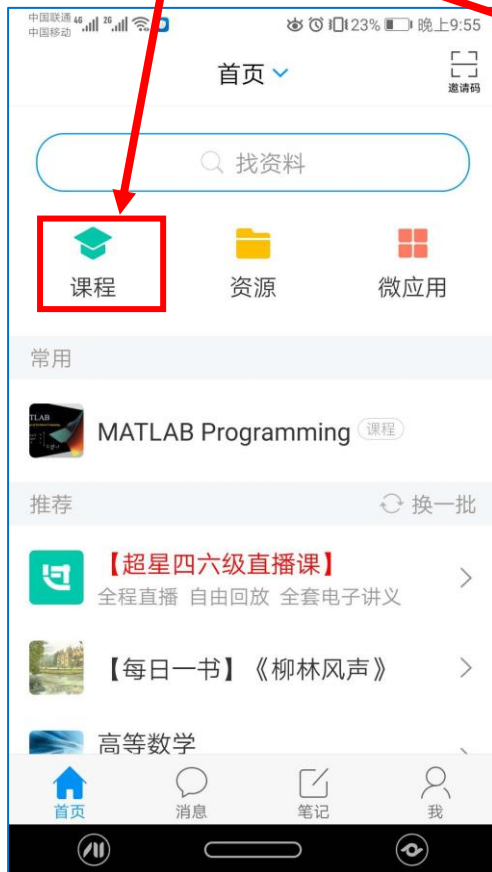 中国联通 46 26
中国移动
23% 晚上9:55
首页
邀请码
找资料
课程 资源 微应用
常用
MATLAB Programming 课程
推荐 换一批
【超星四六级直播课】
全程直播 自由回放 全套电子讲义
【每日一书】《柳林风声》
高等数学
首页 消息 笔记 我